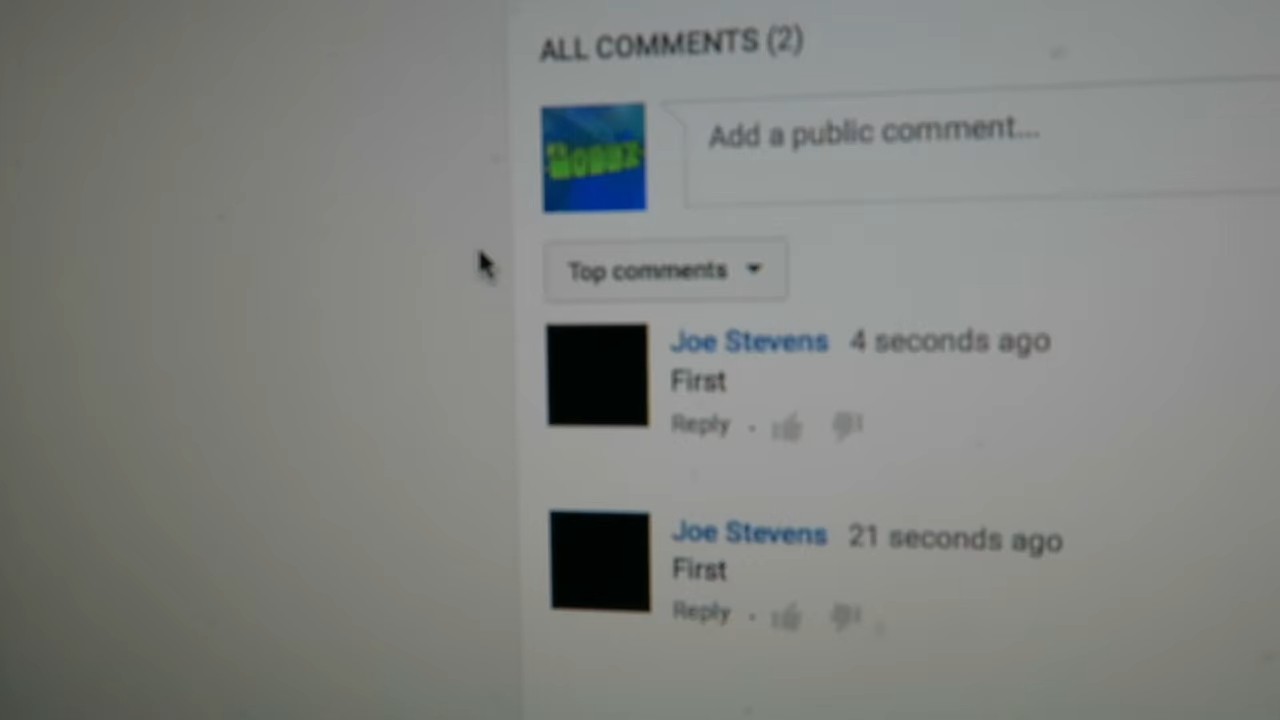 ALL COMMENTS (2)
Add a public comment...
Top comments
Joe Stevens 4 seconds ago
First
Reply
Joe Stevens 21 seconds ago
First
Reply